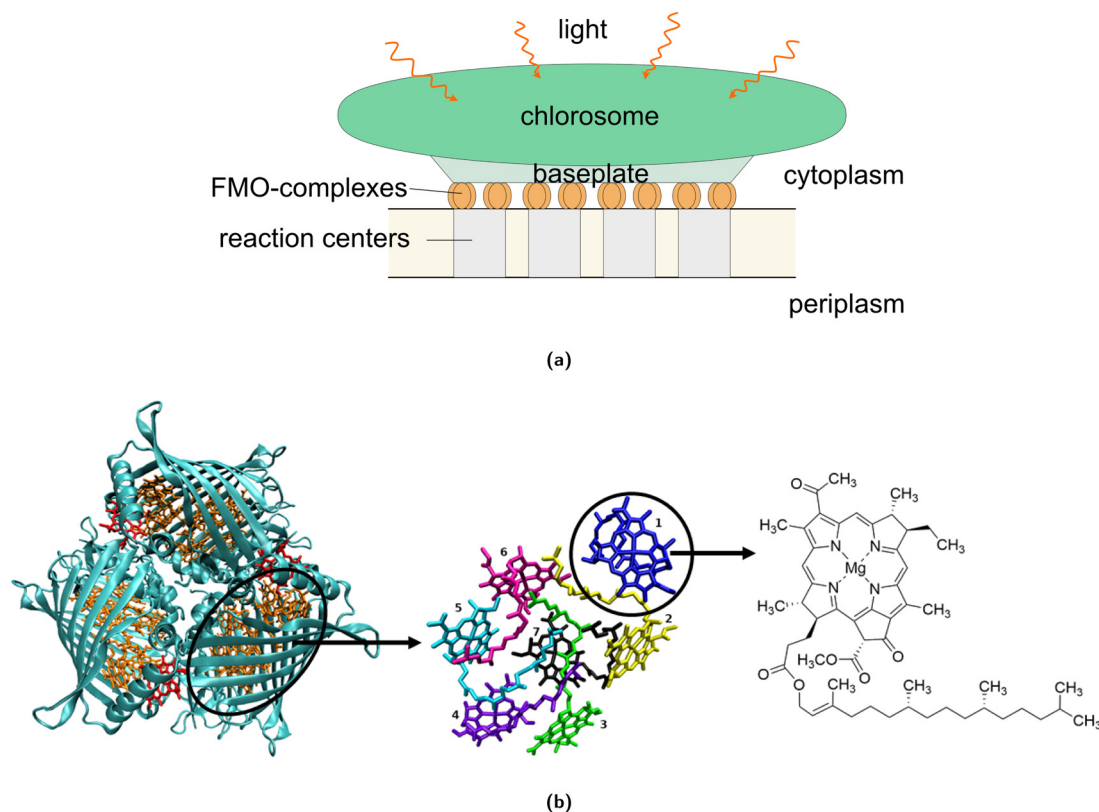 light
chlorosome
baseplate
FMO-complexes
cytoplasm
reaction centers
periplasm
(a)
1
6
5
2
7
4
3
O
CH₃
CH₃
H₃C
N
N
CH₃
Mg
N
N
CH₃
CH₃
O
H₃CO
O
O
O
CH₃
CH₃
CH₃
CH₃
CH₃
(b)